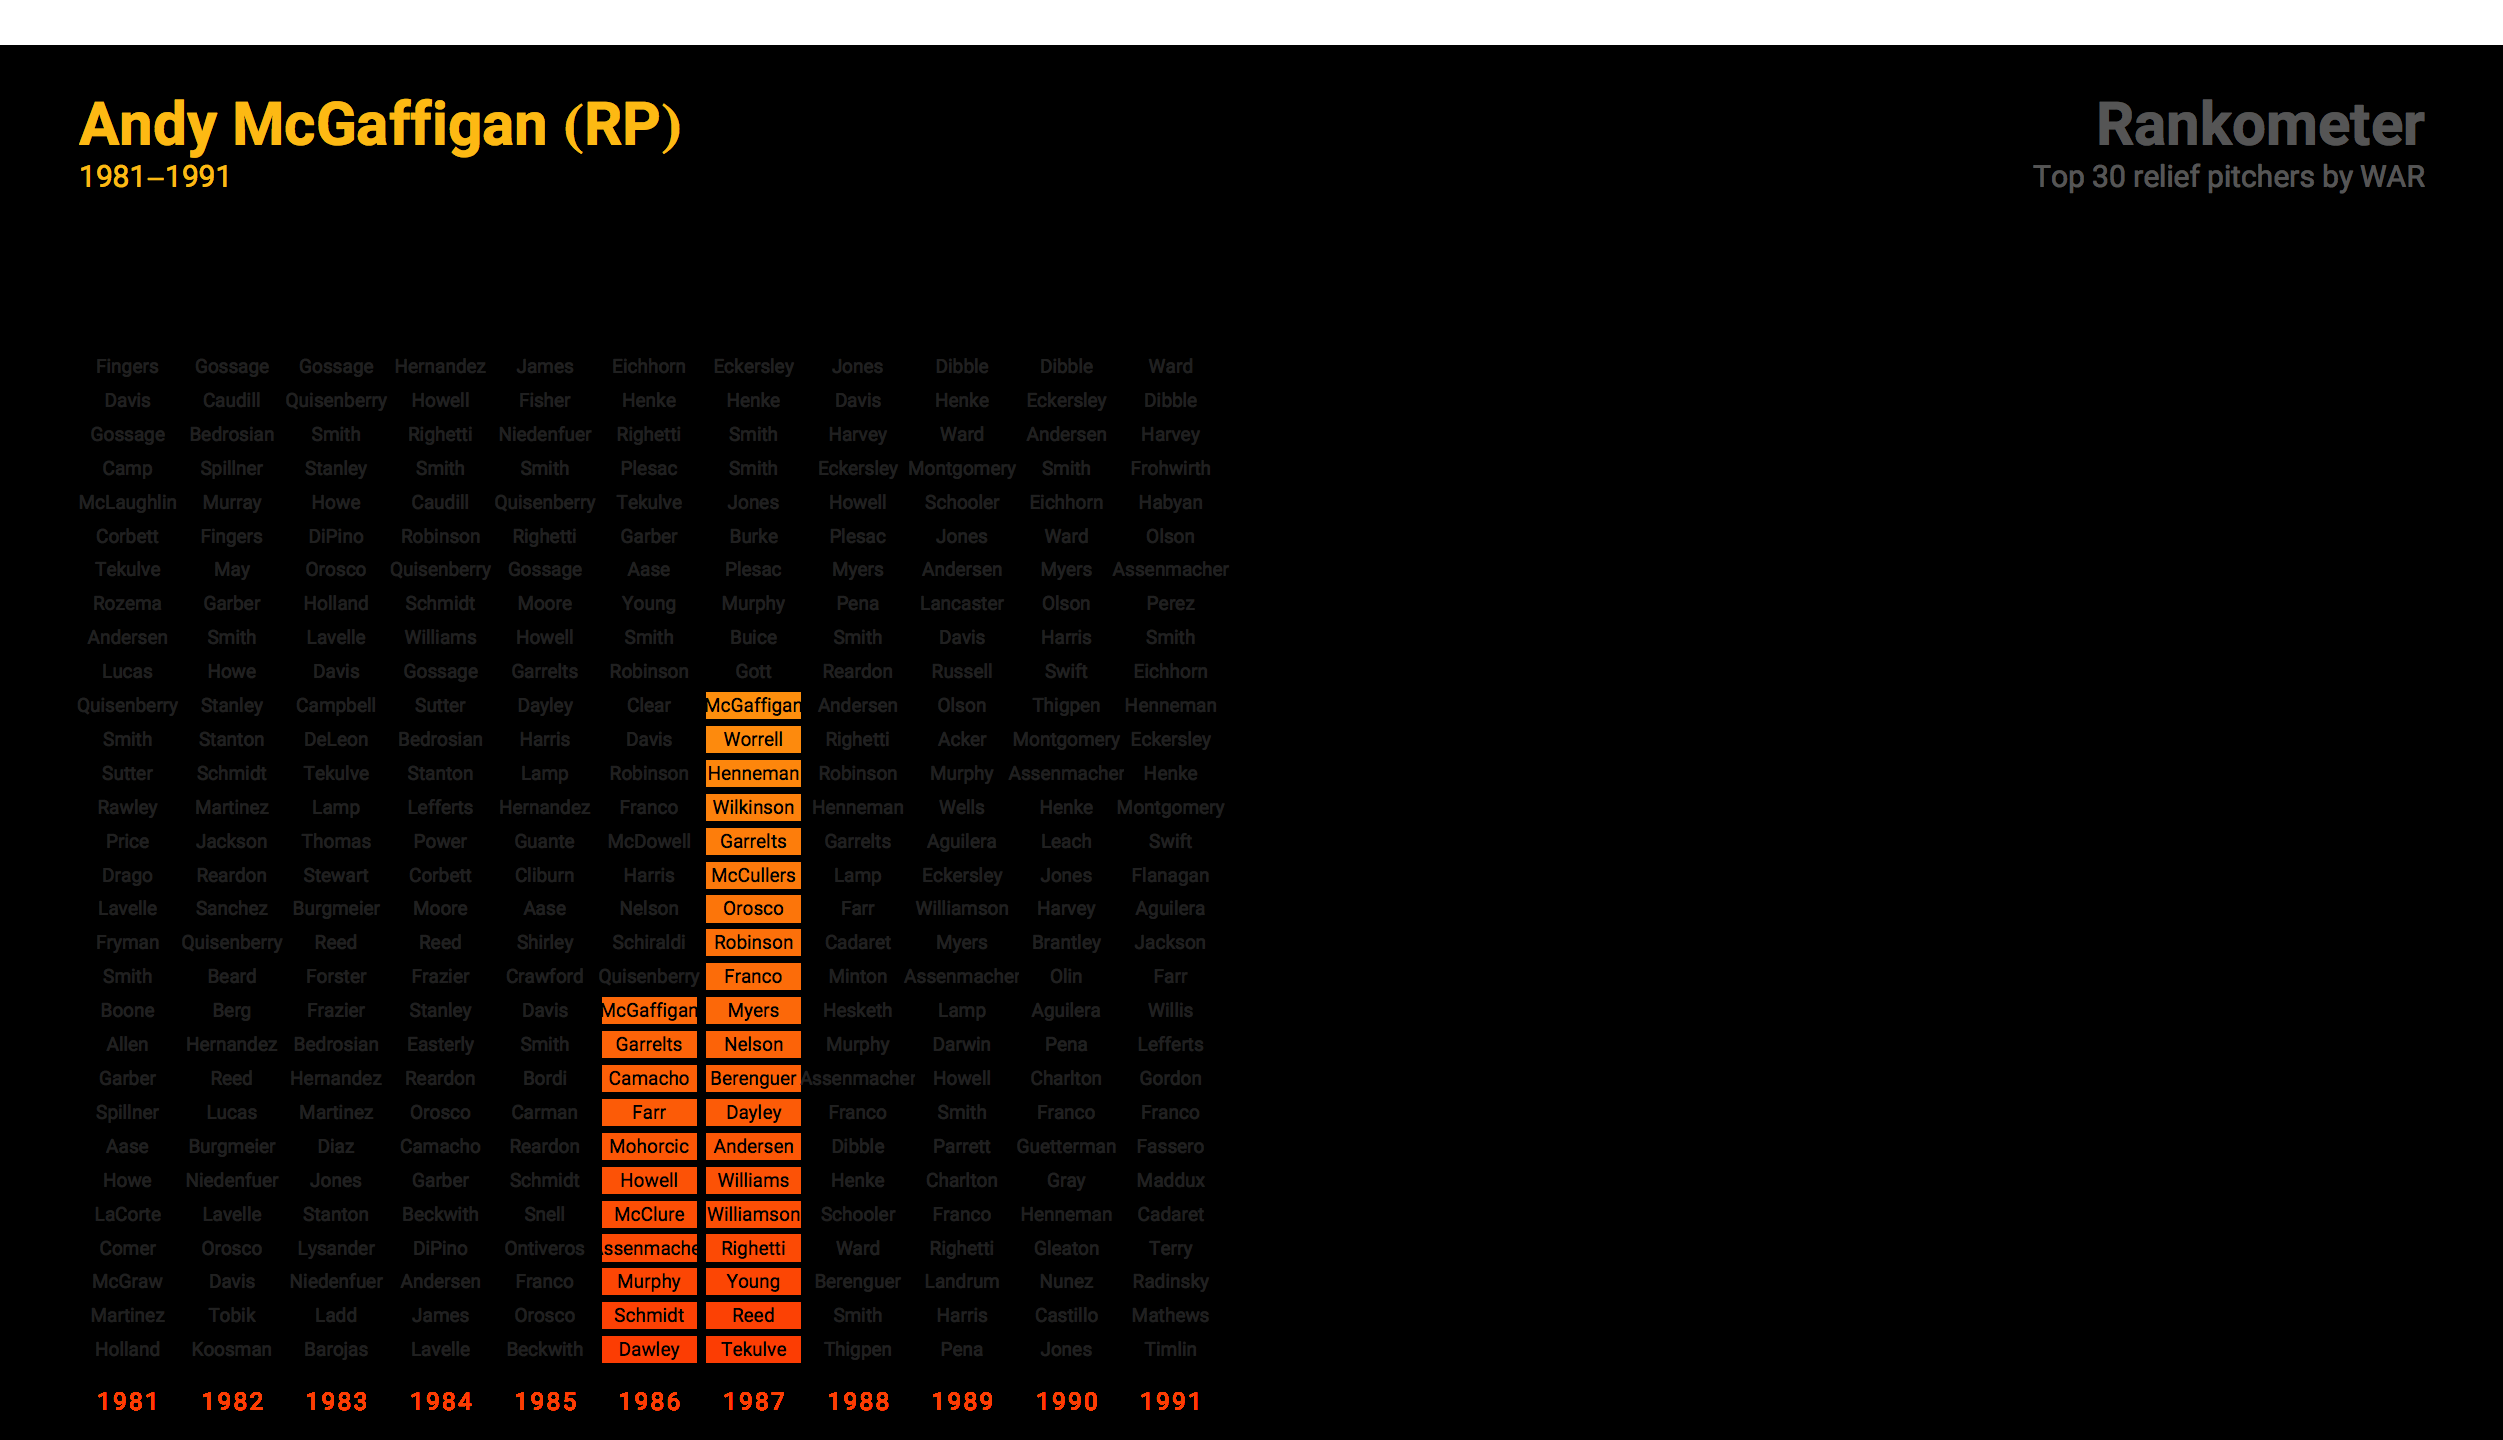 Andy McGaffigan (RP)
1981–1991
Rankometer
Top 30 relief pitchers by WAR
Fingers Gossage Gossage Hernandez James Eichhorn Eckersley Jones Dibble Dibble Ward
Davis Caudill Quisenberry Howell Fisher Henke Henke Davis Henke Eckersley Dibble
Gossage Bedrosian Smith Righetti Niedenfuer Righetti Smith Harvey Ward Andersen Harvey
Camp Spillner Stanley Smith Smith Plesac Smith Eckersley Montgomery Smith Frohwirth
McLaughlin Murray Howe Caudill Quisenberry Tekulve Jones Howell Schooler Eichhorn Habyan
Corbett Fingers DiPino Robinson Righetti Garber Burke Plesac Jones Ward Olson
Tekulve May Orosco Quisenberry Gossage Aase Plesac Myers Andersen Myers Assenmacher
Rozema Garber Holland Schmidt Moore Young Murphy Pena Lancaster Olson Perez
Andersen Smith Lavelle Williams Howell Smith Buice Smith Davis Harris Smith
Lucas Howe Davis Gossage Garrelts Robinson Gott Reardon Russell Swift Eichhorn
Quisenberry Stanley Campbell Sutter Dayley Clear McGaffigan Andersen Olson Thigpen Henneman
Smith Stanton DeLeon Bedrosian Harris Davis Worrell Righetti Acker Montgomery Eckersley
Sutter Schmidt Tekulve Stanton Lamp Robinson Henneman Robinson Murphy Assenmacher Henke
Rawley Martinez Lamp Lefferts Hernandez Franco Wilkinson Henneman Wells Henke Montgomery
Price Jackson Thomas Power Guante McDowell Garrelts Garrelts Aguilera Leach Swift
Drago Reardon Stewart Corbett Cliburn Harris McCullers Lamp Eckersley Jones Flanagan
Lavelle Sanchez Burgmeier Moore Aase Nelson Orosco Farr Williamson Harvey Aguilera
Fryman Quisenberry Reed Reed Shirley Schiraldi Robinson Cadaret Myers Brantley Jackson
Smith Beard Forster Frazier Crawford Quisenberry Franco Minton Assenmacher Olin Farr
Boone Berg Frazier Stanley Davis McGaffigan Myers Hesketh Lamp Aguilera Willis
Allen Hernandez Bedrosian Easterly Smith Garrelts Nelson Murphy Darwin Pena Lefferts
Garber Reed Hernandez Reardon Bordi Camacho Berenguer Assenmacher Howell Charlton Gordon
Spillner Lucas Martinez Orosco Carman Farr Dayley Franco Smith Franco Franco
Aase Burgmeier Diaz Camacho Reardon Mohorcic Andersen Dibble Parrett Guetterman Fassero
Howe Niedenfuer Jones Garber Schmidt Howell Williams Henke Charlton Gray Maddux
LaCorte Lavelle Stanton Beckwith Snell McClure Williamson Schooler Franco Henneman Cadaret
Comer Orosco Lysander DiPino Ontiveros ssenmache Righetti Ward Righetti Gleaton Terry
McGraw Davis Niedenfuer Andersen Franco Murphy Young Berenguer Landrum Nunez Radinsky
Martinez Tobik Ladd James Orosco Schmidt Reed Smith Harris Castillo Mathews
Holland Koosman Barojas Lavelle Beckwith Dawley Tekulve Thigpen Pena Jones Timlin
1981 1982 1983 1984 1985 1986 1987 1988 1989 1990 1991